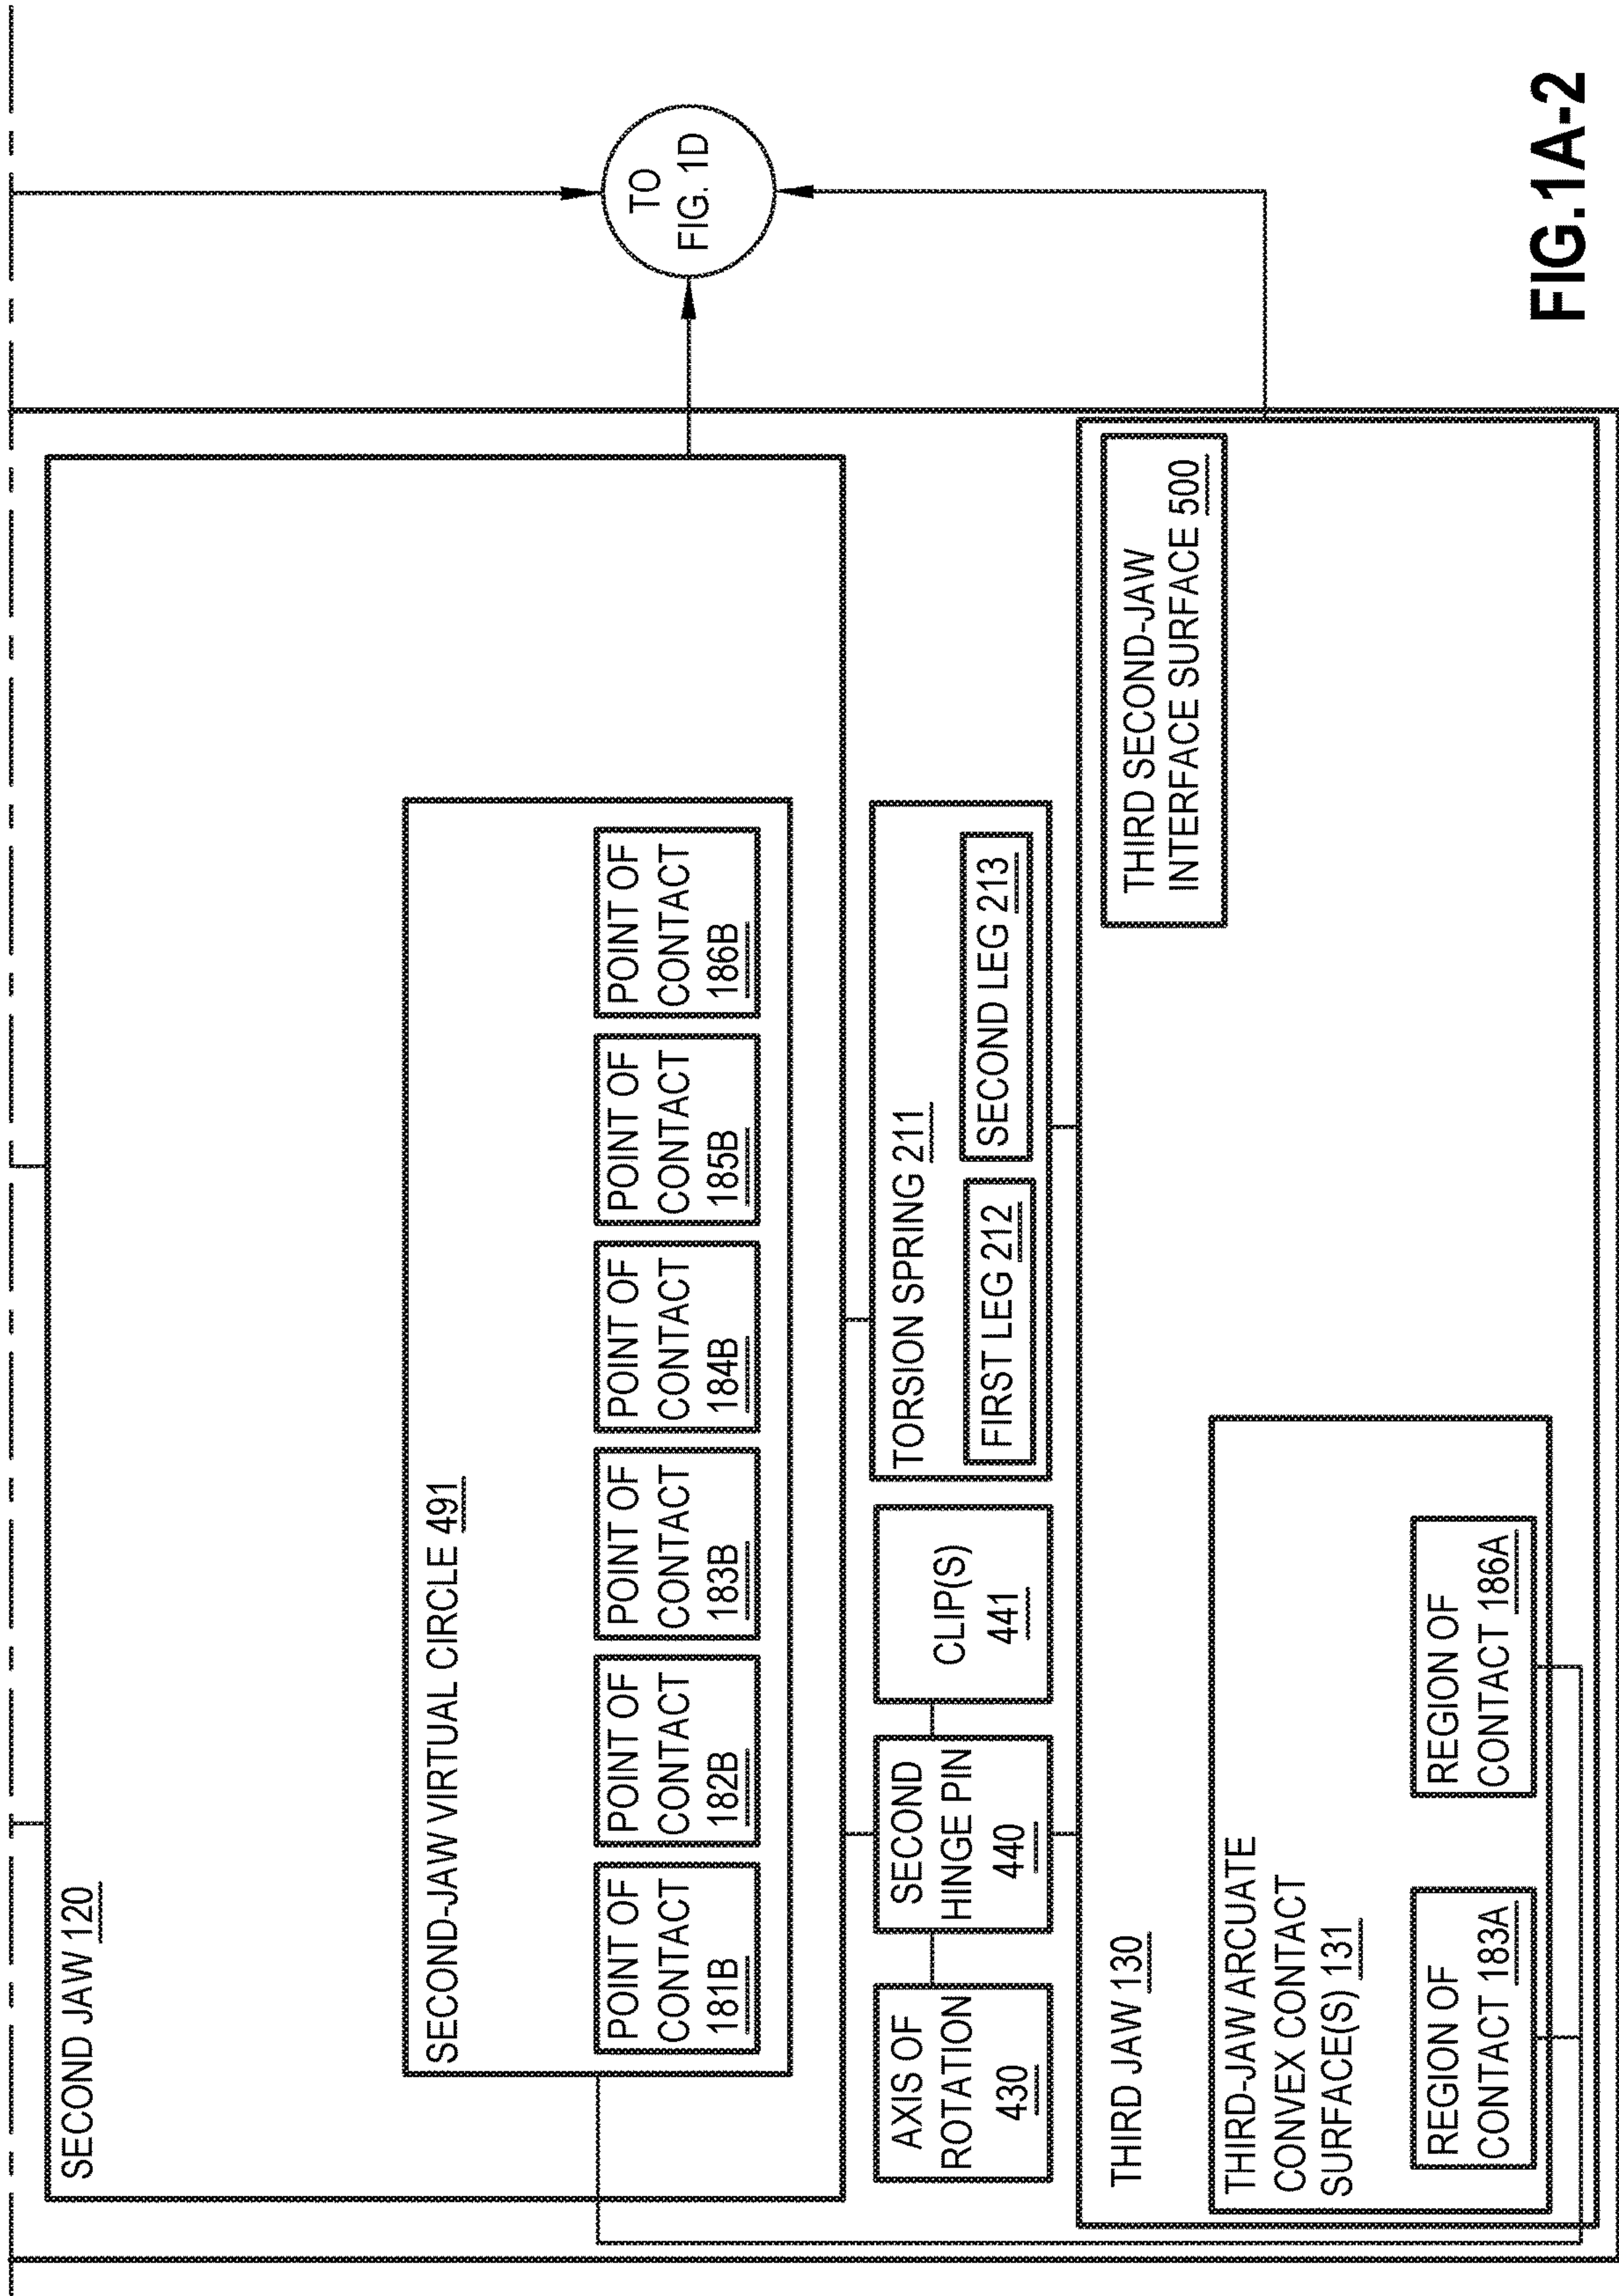 SECOND JAW 120
SECOND-JAW VIRTUAL CIRCLE 491
POINT OF
CONTACT
181B
POINT OF
CONTACT
182B
POINT OF
CONTACT
183B
POINT OF
CONTACT
184B
POINT OF
CONTACT
185B
POINT OF
CONTACT
186B
TO
FIG. 1D
AXIS OF
ROTATION
430
SECOND
HINGE PIN
440
CLIP(S)
441
TORSION SPRING 211
FIRST LEG 212
SECOND LEG 213
THIRD JAW 130
THIRD SECOND-JAW
INTERFACE SURFACE 500
THIRD-JAW ARCUATE
CONVEX CONTACT
SURFACE(S) 131
REGION OF
CONTACT 183A
REGION OF
CONTACT 186A
FIG.1A-2